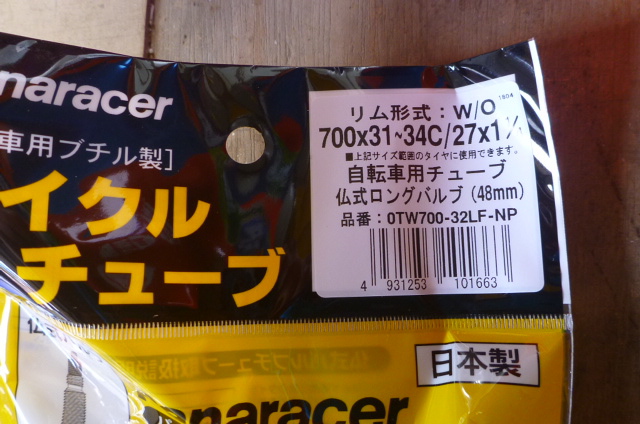 naracer
車用ブチル製]
イクル
チューブ
リム形式:W/O
1804
700x31~34C/27x1¼
■上記サイズ範囲のタイヤに使用できます。
自転車用チューブ
仏式ロングバルブ (48mm)
品番:0TW700-32LF-NP
4 931253 101663
日本製
anaracer